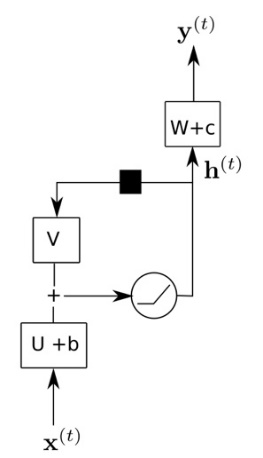 y^(t)
W+c
h^(t)
V
+
U +b
x^(t)